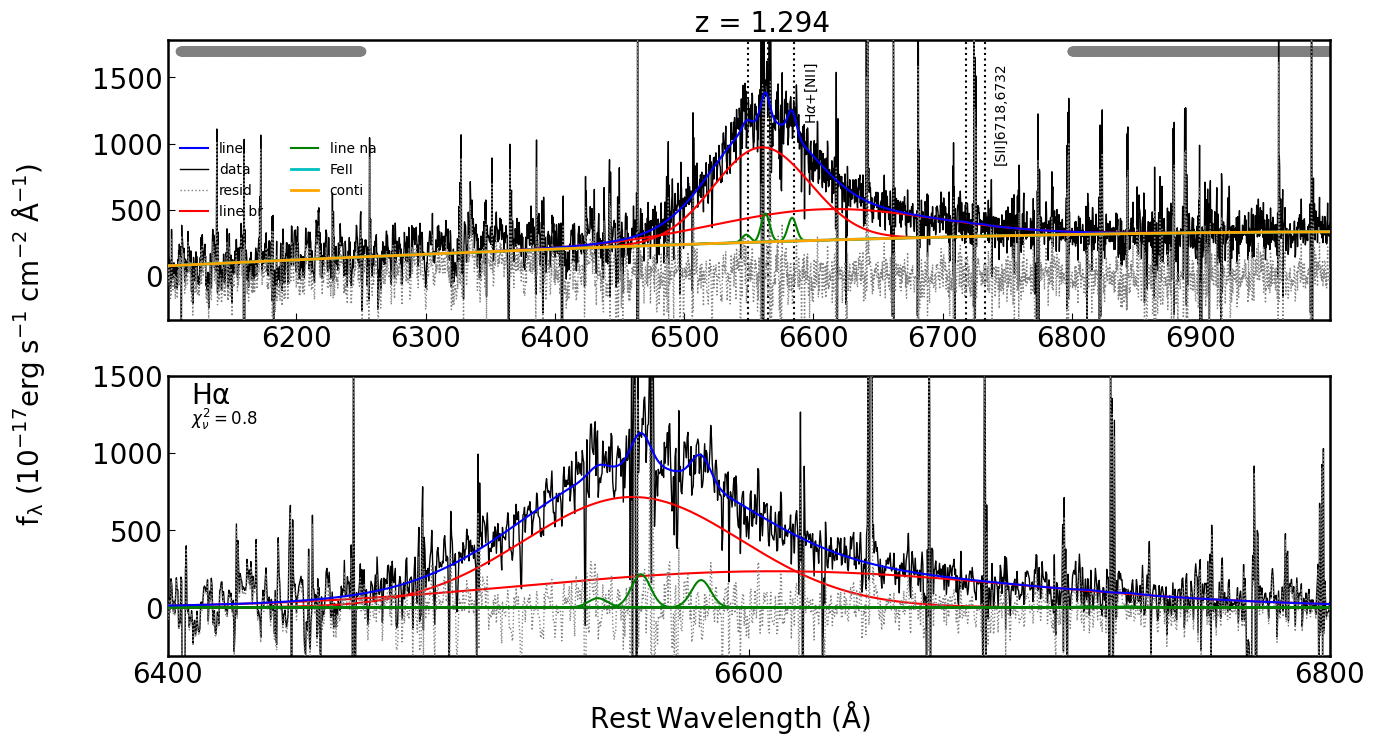 z = 1.294
1500
1000
500
0
line
data
resid
line br
line na
FeII
conti
Hα+[NII]
[SII]6718,6732
6200 6300 6400 6500 6600 6700 6800 6900
f_λ (10^−17 erg s^−1 cm^−2 Å^−1)
Hα
χ_ν^2 = 0.8
1500
1000
500
0
6400 6600 6800
Rest Wavelength (Å)